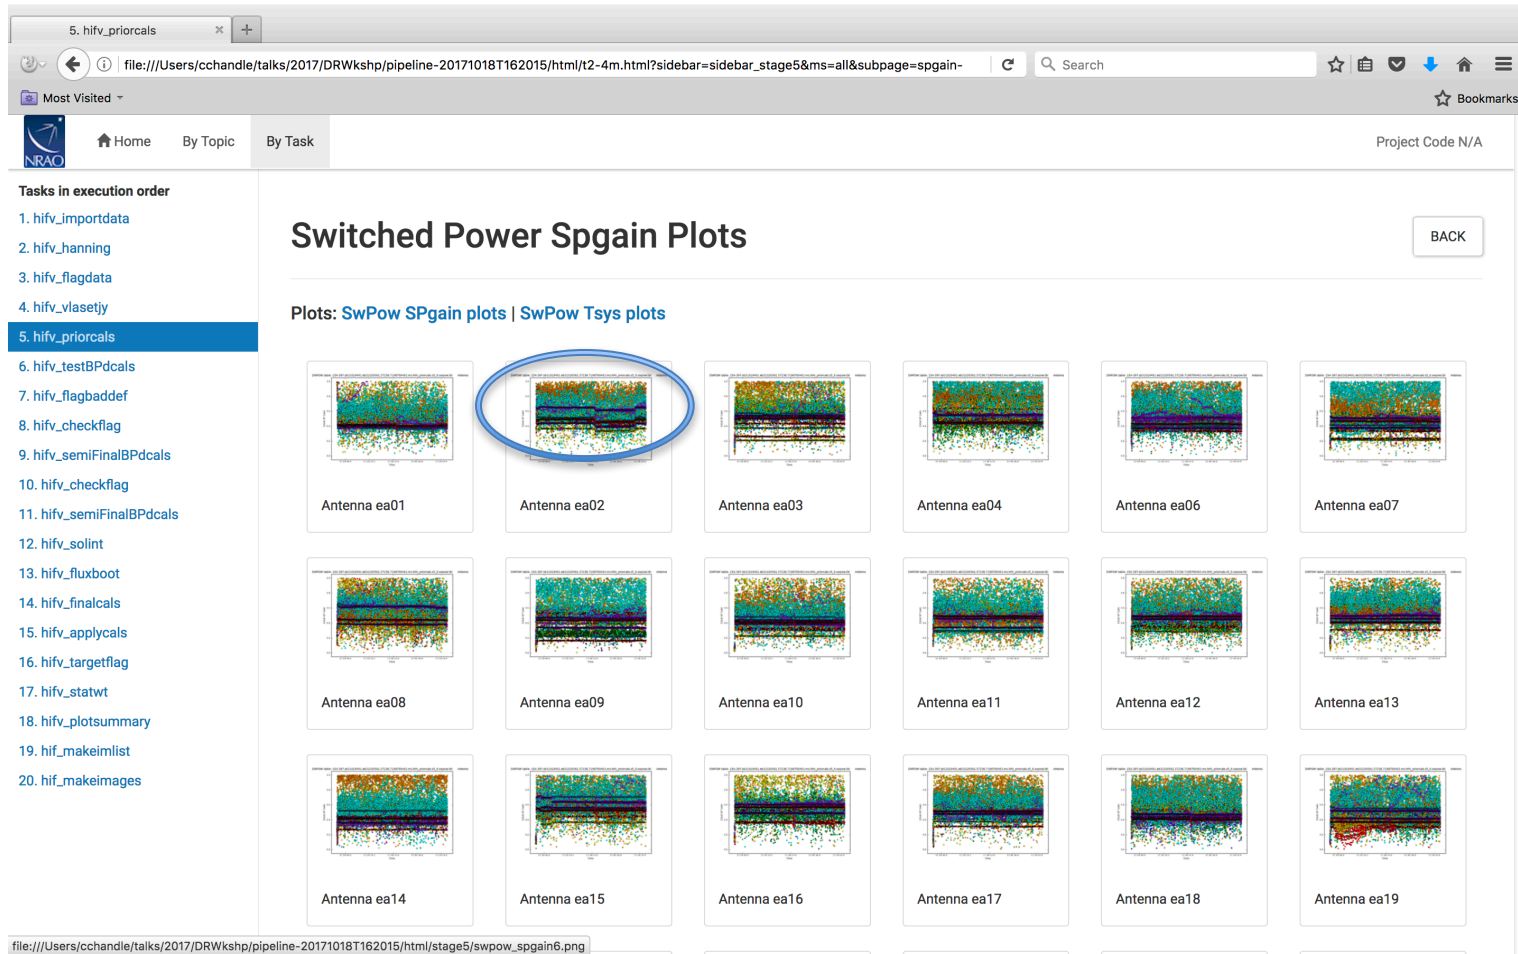 5. hifv_priorcals
file:///Users/cchandle/talks/2017/DRWkshp/pipeline-20171018T162015/html/t2-4m.html?sidebar=sidebar_stage5&ms=all&subpage=spgain-
Search
Most Visited
Bookmarks
NRAO
Home
By Topic
By Task
Project Code N/A
Tasks in execution order
1. hifv_importdata
2. hifv_hanning
3. hifv_flagdata
4. hifv_vlasetjy
5. hifv_priorcals
6. hifv_testBPdcals
7. hifv_flagbaddef
8. hifv_checkflag
9. hifv_semiFinalBPdcals
10. hifv_checkflag
11. hifv_semiFinalBPdcals
12. hifv_solint
13. hifv_fluxboot
14. hifv_finalcals
15. hifv_applycals
16. hifv_targetflag
17. hifv_statwt
18. hifv_plotsummary
19. hif_makeimlist
20. hif_makeimages
Switched Power Spgain Plots
BACK
Plots: SwPow SPgain plots | SwPow Tsys plots
Antenna ea01
Antenna ea02
Antenna ea03
Antenna ea04
Antenna ea06
Antenna ea07
Antenna ea08
Antenna ea09
Antenna ea10
Antenna ea11
Antenna ea12
Antenna ea13
Antenna ea14
Antenna ea15
Antenna ea16
Antenna ea17
Antenna ea18
Antenna ea19
file:///Users/cchandle/talks/2017/DRWkshp/pipeline-20171018T162015/html/stage5/swpow_spgain6.png